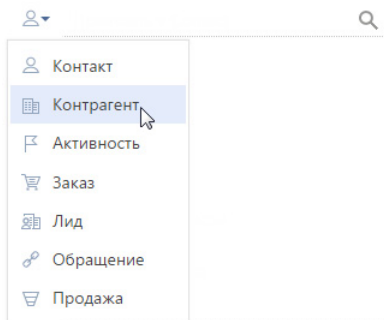 Контакт
Контрагент
Активность
Заказ
Лид
Обращение
Продажа